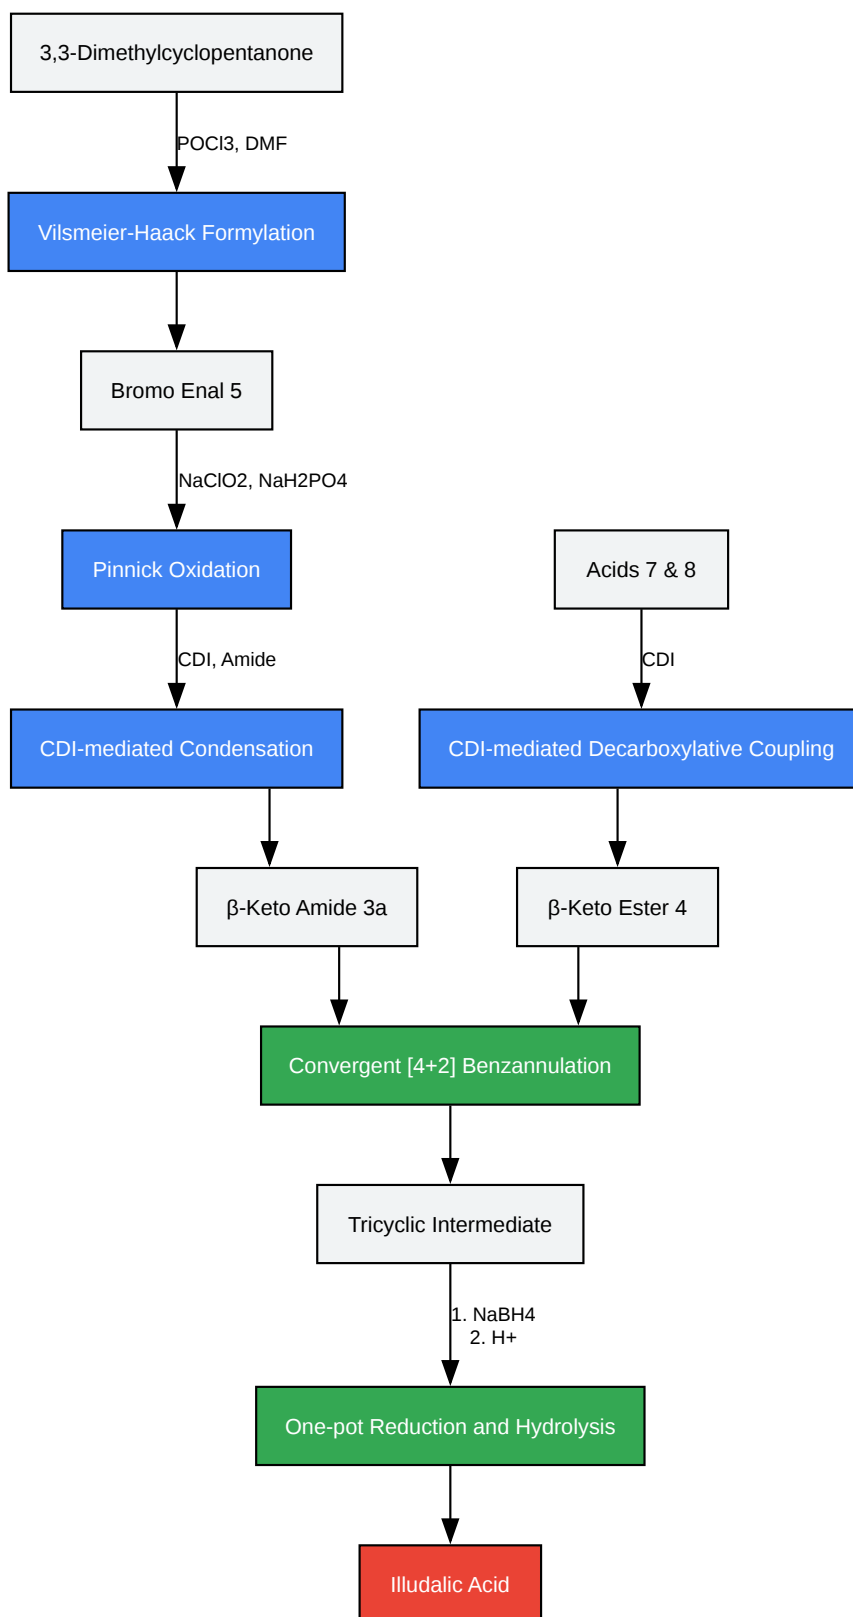 3,3-Dimethylcyclopentanone
POCl3, DMF
Vilsmeier-Haack Formylation
Bromo Enal 5
NaClO2, NaH2PO4
Pinnick Oxidation
Acids 7 & 8
CDI, Amide
CDI
CDI-mediated Condensation
CDI-mediated Decarboxylative Coupling
β-Keto Amide 3a
β-Keto Ester 4
Convergent [4+2] Benzannulation
Tricyclic Intermediate
1. NaBH4
2. H+
One-pot Reduction and Hydrolysis
Illudalic Acid